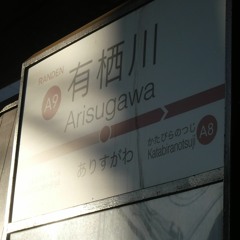 RANDEN
A9
有栖川
Arisugawa
ありすがわ
かたびらのつじ
Katabiranotsuji
A8